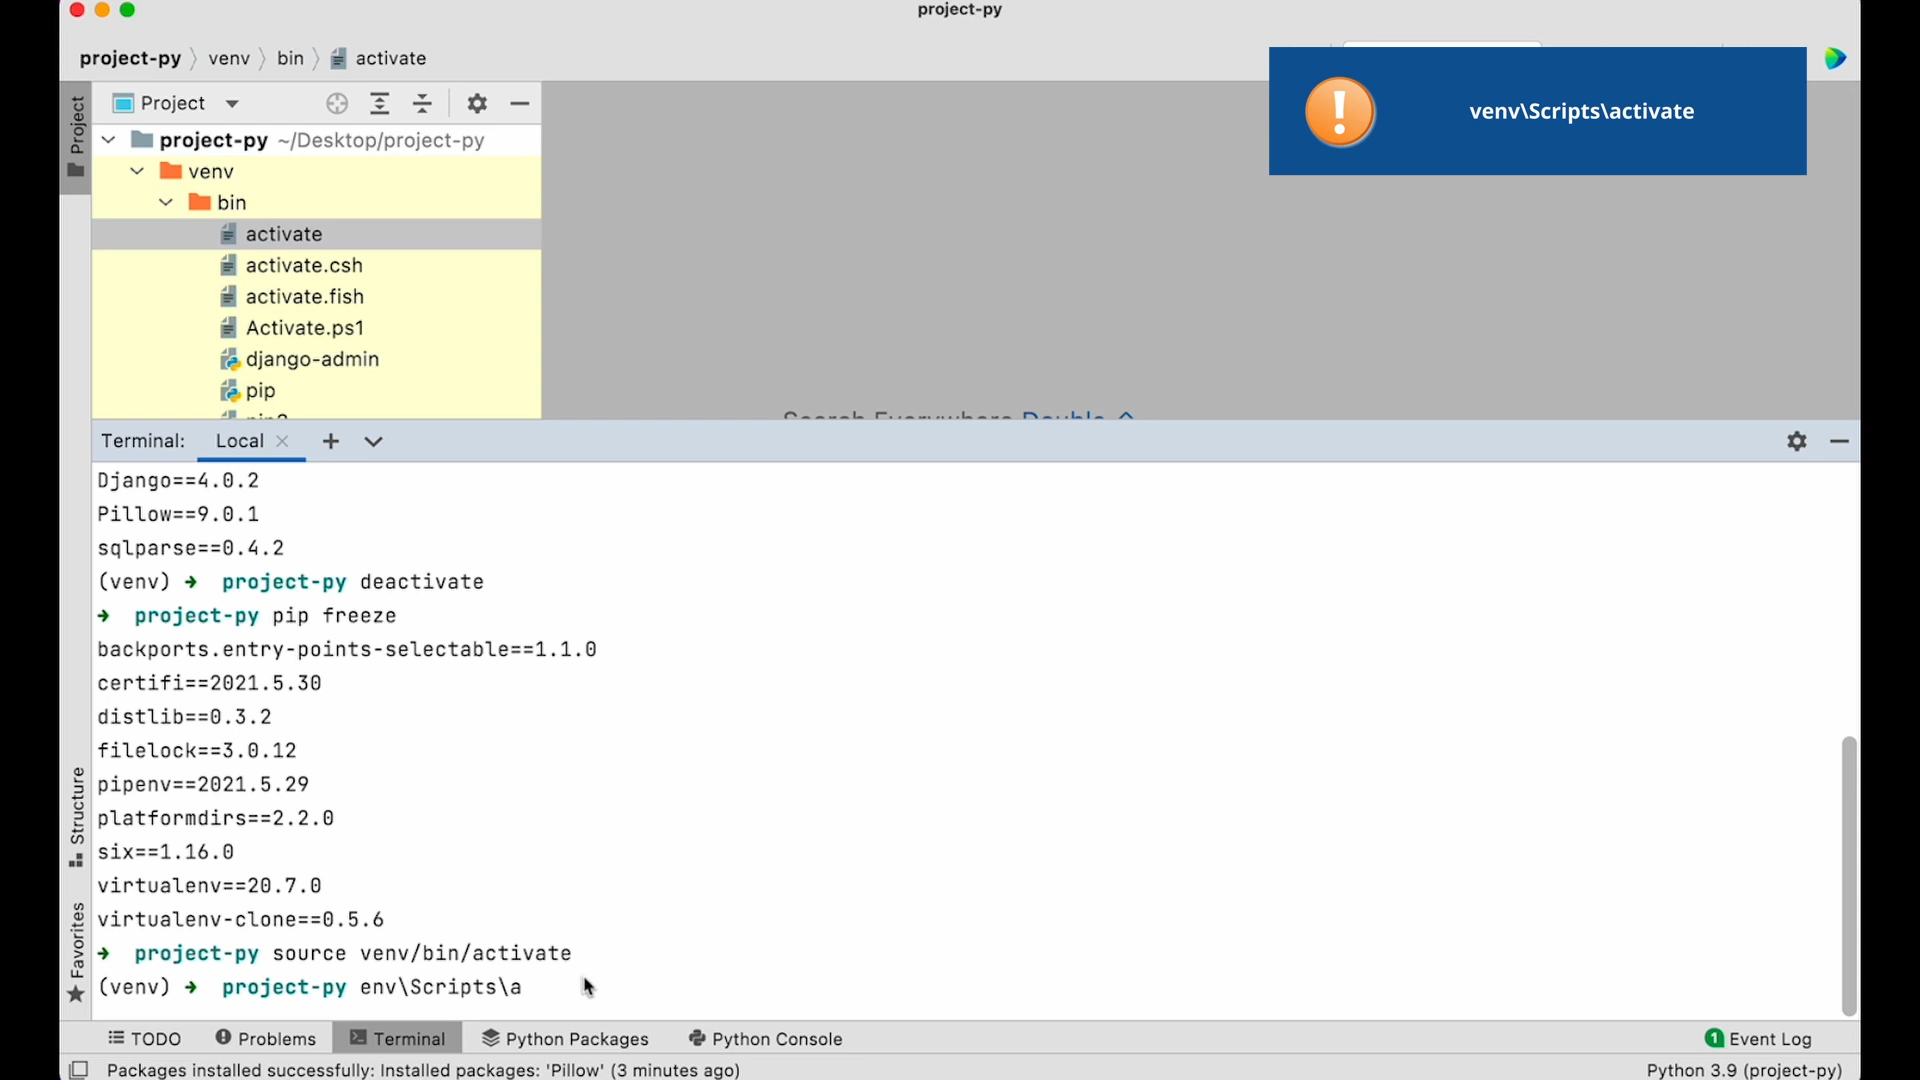 project-py
project-py venv bin activate
venv\Scripts\activate
Project
Project
project-py ~/Desktop/project-py
venv
bin
activate
activate.csh
activate.fish
Activate.ps1
django-admin
pip
Search Everywhere Double
Terminal: Local
Django==4.0.2
Pillow==9.0.1
sqlparse==0.4.2
(venv) ➜ project-py deactivate
➜ project-py pip freeze
backports.entry-points-selectable==1.1.0
certifi==2021.5.30
distlib==0.3.2
filelock==3.0.12
pipenv==2021.5.29
platformdirs==2.2.0
six==1.16.0
virtualenv==20.7.0
virtualenv-clone==0.5.6
➜ project-py source venv/bin/activate
(venv) ➜ project-py env\Scripts\a
Structure
Favorites
TODO Problems Terminal Python Packages Python Console 1 Event Log
Packages installed successfully: Installed packages: 'Pillow' (3 minutes ago) Python 3.9 (project-py)